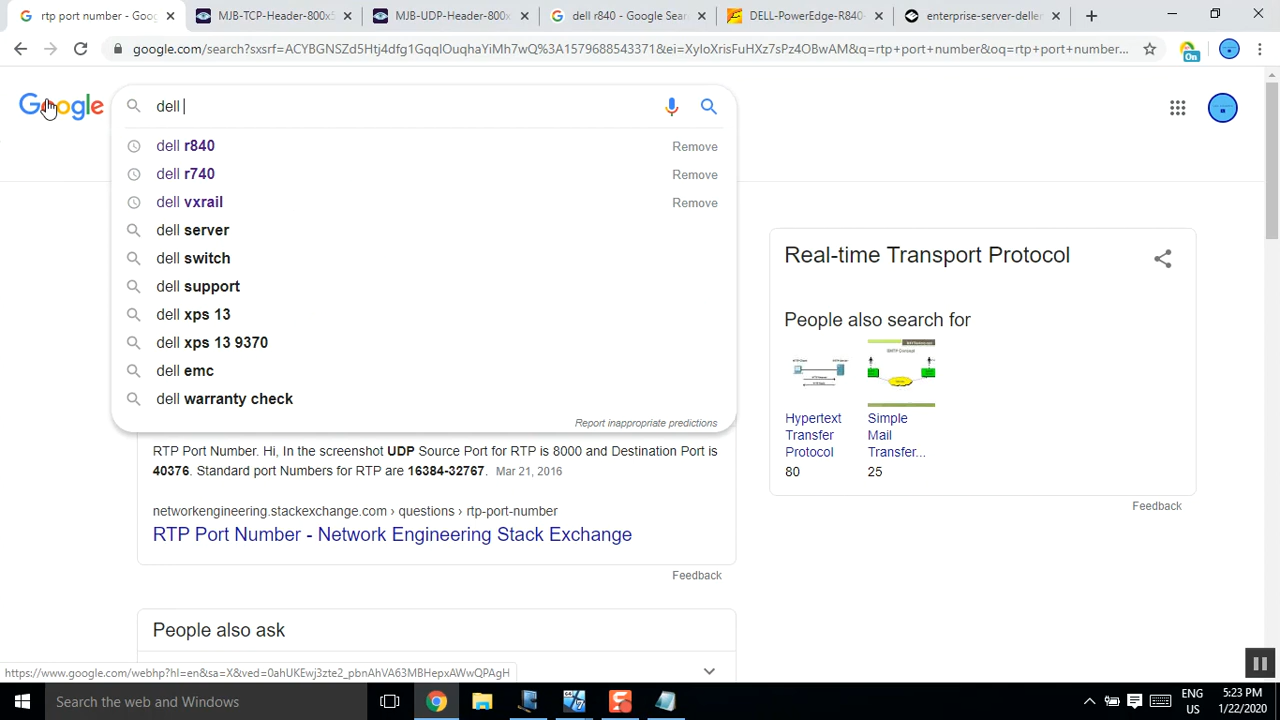 rtp port number - Goo
MJB-TCP-Header-800x5
MJB-UDP-Header-800x
dell r840 - Google Sear
DELL-PowerEdge-R840-
enterprise-server-deller
google.com/search?sxsrf=ACYBGNSZd5Htj4dfg1GqqlOuqhaYiMh7wQ%3A1579688543371&ei=XyIoXrisFuHXz7sPz4OBwAM&q=rtp+port+number&oq=rtp+port+number...
On
Google
dell
dell r840
Remove
dell r740
Remove
dell vxrail
Remove
dell server
dell switch
dell support
dell xps 13
dell xps 13 9370
dell emc
dell warranty check
Report inappropriate predictions
RTP Port Number. Hi, In the screenshot UDP Source Port for RTP is 8000 and Destination Port is
40376. Standard port Numbers for RTP are 16384-32767. Mar 21, 2016
networkengineering.stackexchange.com › questions › rtp-port-number
RTP Port Number - Network Engineering Stack Exchange
Feedback
People also ask
Real-time Transport Protocol
People also search for
Hypertext
Transfer
Protocol
80
Simple
Mail
Transfer...
25
Feedback
https://www.google.com/webhp?hl=en&sa=X&ved=0ahUKEwj3zte2_pbnAhVA63MBHepxAWwQPAgH
Search the web and Windows
ENG
US
5:23 PM
1/22/2020